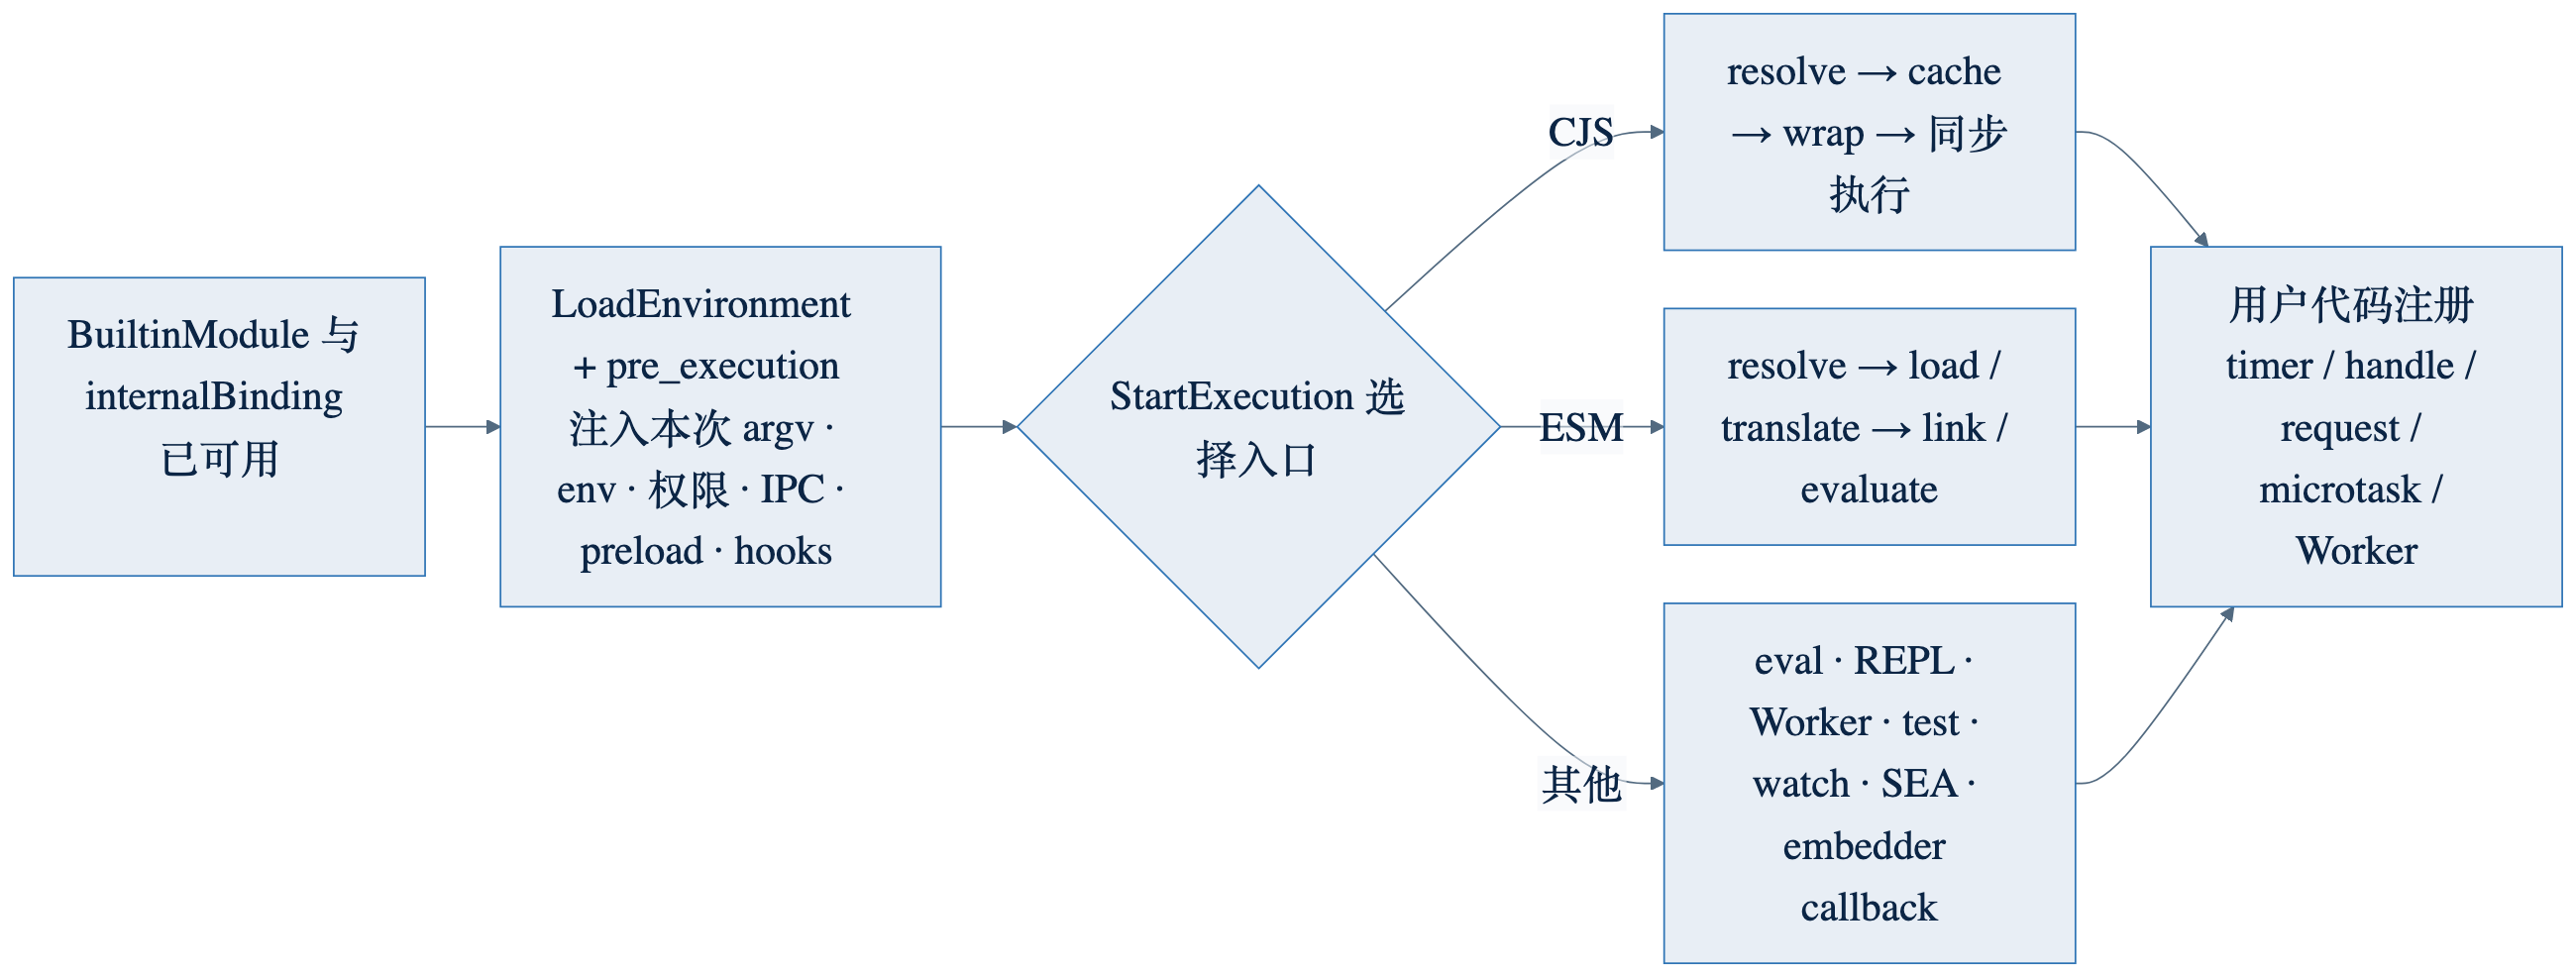 BuiltinModule 与
internalBinding
已可用
LoadEnvironment
+ pre_execution
注入本次 argv ·
env · 权限 · IPC ·
preload · hooks
StartExecution 选
择入口
CJS
resolve → cache
→ wrap → 同步
执行
ESM
resolve → load /
translate → link /
evaluate
其他
eval · REPL ·
Worker · test ·
watch · SEA ·
embedder
callback
用户代码注册
timer / handle /
request /
microtask /
Worker